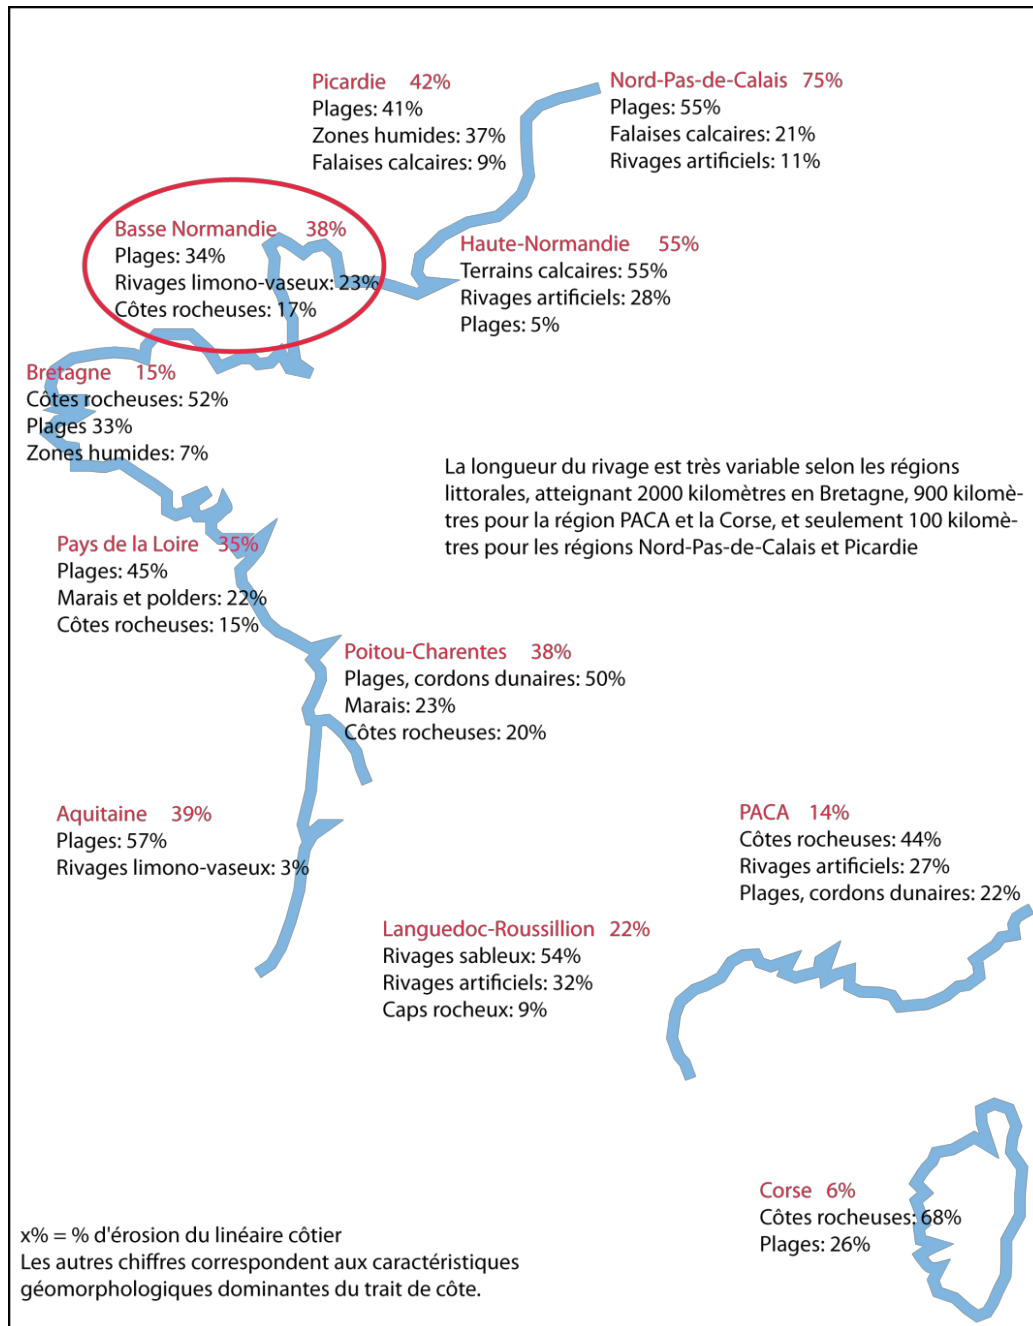 Picardie 42%
Plages: 41%
Zones humides: 37%
Falaises calcaires: 9%
Nord-Pas-de-Calais 75%
Plages: 55%
Falaises calcaires: 21%
Rivages artificiels: 11%
Basse Normandie 38%
Plages: 34%
Rivages limono-vaseux: 23%
Côtes rocheuses: 17%
Haute-Normandie 55%
Terrains calcaires: 55%
Rivages artificiels: 28%
Plages: 5%
Bretagne 15%
Côtes rocheuses: 52%
Plages 33%
Zones humides: 7%
La longueur du rivage est très variable selon les régions
littorales, atteignant 2000 kilomètres en Bretagne, 900 kilomè-
tres pour la région PACA et la Corse, et seulement 100 kilomè-
tres pour les régions Nord-Pas-de-Calais et Picardie
Pays de la Loire 35%
Plages: 45%
Marais et polders: 22%
Côtes rocheuses: 15%
Poitou-Charentes 38%
Plages, cordons dunaires: 50%
Marais: 23%
Côtes rocheuses: 20%
Aquitaine 39%
Plages: 57%
Rivages limono-vaseux: 3%
PACA 14%
Côtes rocheuses: 44%
Rivages artificiels: 27%
Plages, cordons dunaires: 22%
Languedoc-Roussillion 22%
Rivages sableux: 54%
Rivages artificiels: 32%
Caps rocheux: 9%
Corse 6%
Côtes rocheuses: 68%
Plages: 26%
x% = % d'érosion du linéaire côtier
Les autres chiffres correspondent aux caractéristiques
géomorphologiques dominantes du trait de côte.